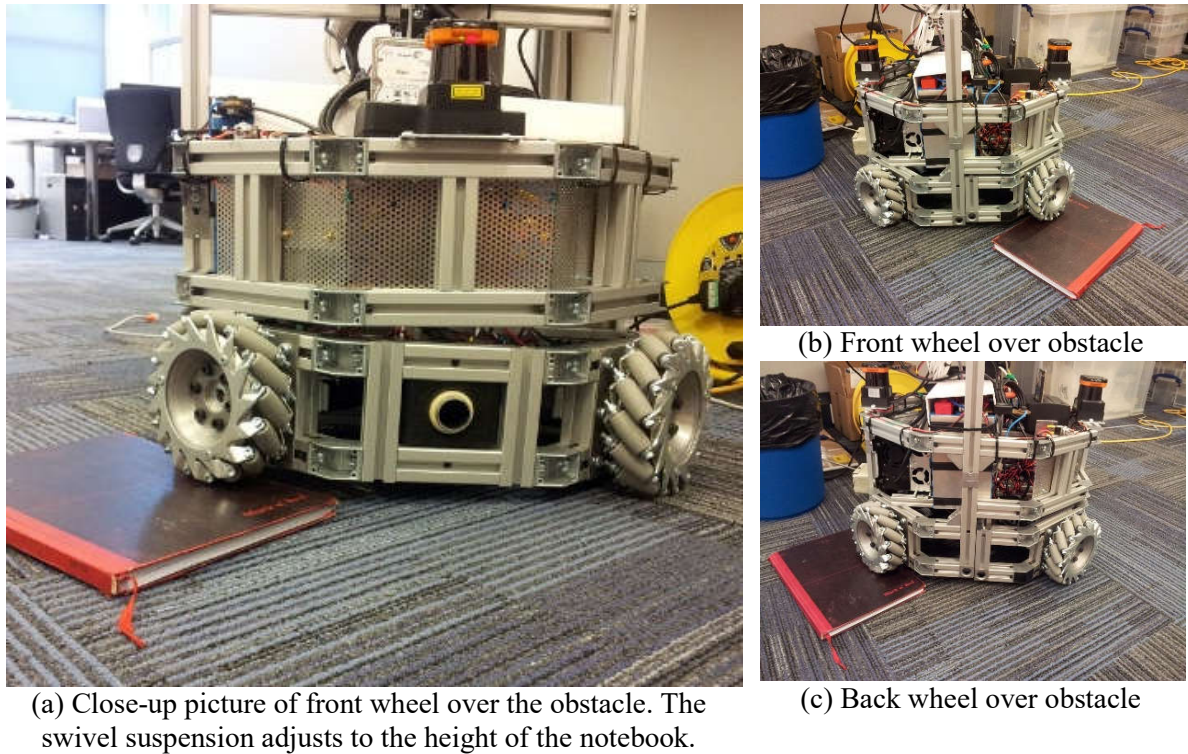 (a) Close-up picture of front wheel over the obstacle. The
swivel suspension adjusts to the height of the notebook.
(b) Front wheel over obstacle
(c) Back wheel over obstacle